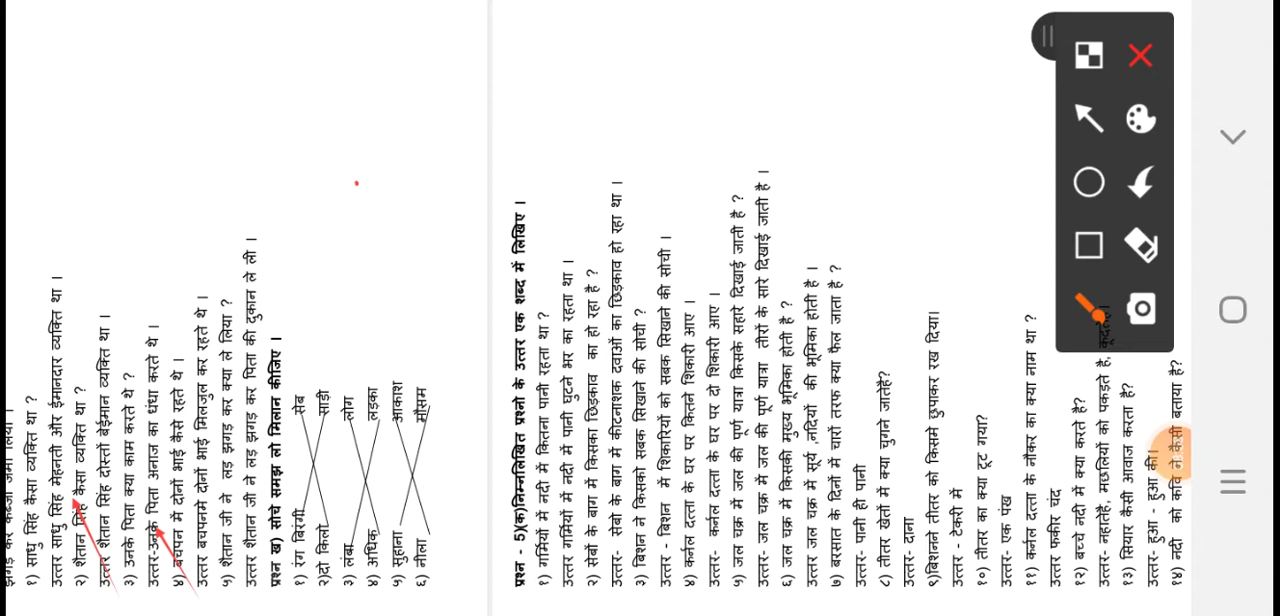 झगड़ कर कब्जा जमा लिया ।
१) साधु सिंह कैसा व्यक्ति था ?
उत्तर साधु सिंह मेहनती और ईमानदार व्यक्ति था ।
२) शैतान सिंह कैसा व्यक्ति था ?
उत्तर शैतान सिंह दोस्तों बेईमान व्यक्ति था ।
३) उनके पिता क्या काम करते थे ?
उत्तर-उनके पिता अनाज का धंधा करते थे ।
४) बचपन में दोनों भाई कैसे रहते थे ।
उत्तर बचपनमे दोनों भाई मिलजुल कर रहते थे ।
५) शैतान जी ने लड़ झगड़ कर क्या ले लिया ?
उत्तर शैतान जी ने लड़ झगड़ कर पिता की दुकान ले ली ।
प्रश्न ख) सोचे समझ लो मिलान कीजिए ।
१) रंग बिरंगी सेब
२)दो किलो साड़ी
३) लंबा लोग
४) अधिक लड़का
५) सुहाना आकाश
६) नीला मौसम
प्रश्न - 5)(क)निम्नलिखित प्रश्नो के उत्तर एक शब्द में लिखिए ।
१) गर्मियों में नदी में कितना पानी रहता था ?
उत्तर गर्मियों में नदी में पानी घुटने भर का रहता था ।
२) सेबों के बाग में किसका छिड़काव का हो रहा है ?
उत्तर- सेबों के बाग में कीटनाशक दवाओं का छिड़काव हो रहा था ।
३) बिशन ने किसको सबक सिखाने की सोची ?
उत्तर - बिशन में शिकारियों को सबक सिखाने की सोची ।
४) कर्नल दत्ता के घर पर कितने शिकारी आए ।
उत्तर- कर्नल दत्ता के घर पर दो शिकारी आए ।
५) जल चक्र में जल की पूर्ण यात्रा किसके सहारे दिखाई जाती है ?
उत्तर- जल चक्र में जल की पूर्ण यात्रा तीरों के सारे दिखाई जाती है ।
६) जल चक्र में किसकी मुख्य भूमिका होती है ?
उत्तर जल चक्र में सूर्य ,नदियों की भूमिका होती है ।
७) बरसात के दिनों में चारों तरफ क्या फैल जाता है ?
उत्तर- पानी ही पानी
८) तीतर खेतों में क्या चुगने जातेहैं?
उत्तर- दाना
९)बिशनने तीतर को किसमे छुपाकर रख दिया।
उत्तर - टेकरी में
१०) तीतर का क्या टूट गया?
उत्तर- एक पंख
११) कर्नल दत्ता के नौकर का क्या नाम था ?
उत्तर फकीर चंद
१२) बच्चे नदी में क्या करते है?
उत्तर- नहातेहैं, मछलियों को पकड़ते है,
१३) सियार कैसी आवाज करता है?
उत्तर- हुआ - हुआ की।
१४) नदी को कवि ने कैसी बताया है?